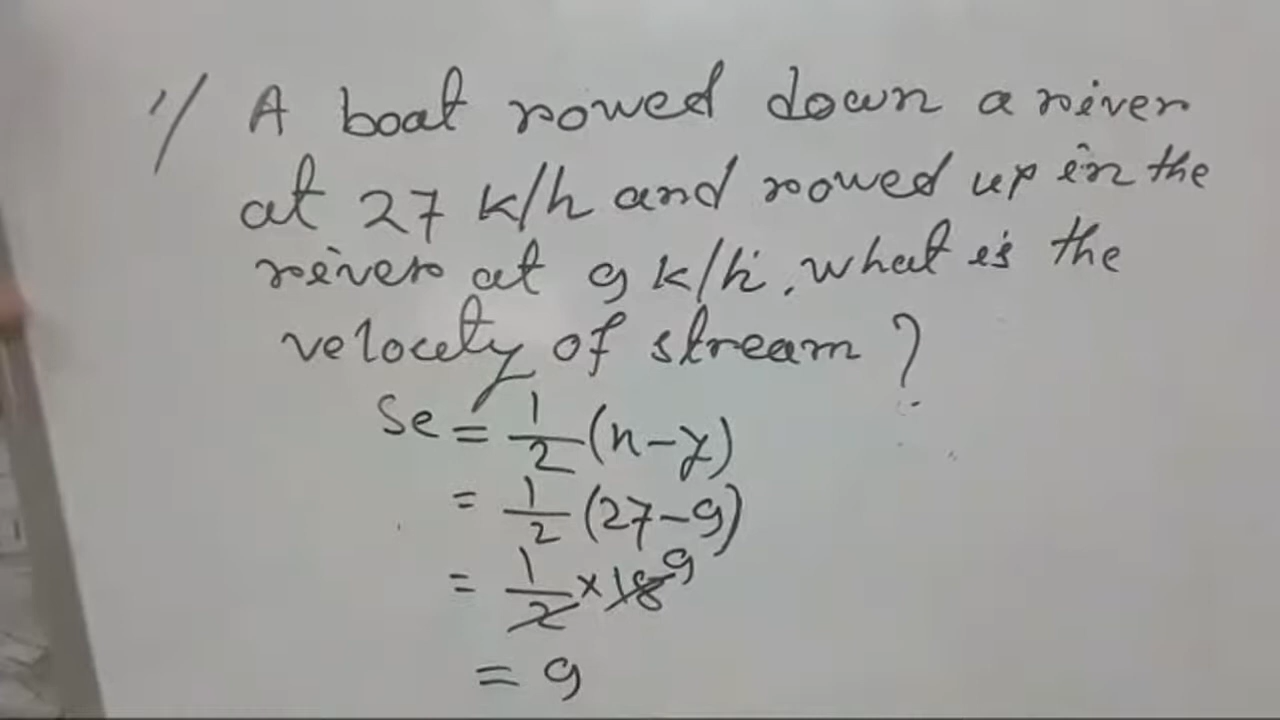 1/ A boat rowed down a river
at 27 k/h and rowed up in the
river at 9 k/h. what is the
velocity of stream ?
Se = 1/2 (x-y)
= 1/2 (27-9)
= 1/2 × 18 9
= 9